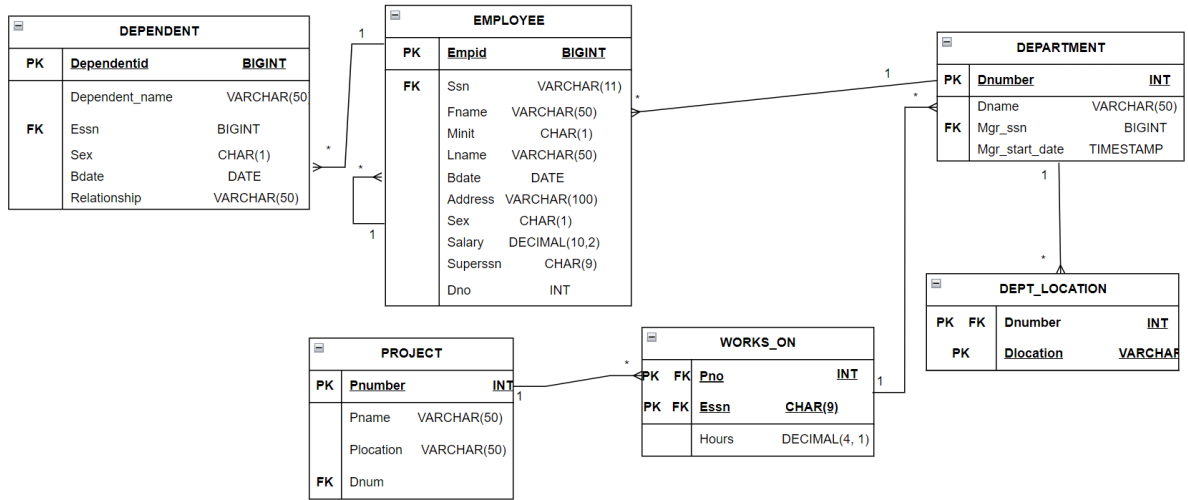 DEPENDENT
PK Dependentid BIGINT
Dependent_name VARCHAR(50)
FK Essn BIGINT
Sex CHAR(1)
Bdate DATE
Relationship VARCHAR(50)
1
*
*
1
EMPLOYEE
PK Empid BIGINT
FK Ssn VARCHAR(11)
Fname VARCHAR(50)
Minit CHAR(1)
Lname VARCHAR(50)
Bdate DATE
Address VARCHAR(100)
Sex CHAR(1)
Salary DECIMAL(10,2)
Superssn CHAR(9)
Dno INT
*
1
*
DEPARTMENT
PK Dnumber INT
Dname VARCHAR(50)
FK Mgr_ssn BIGINT
Mgr_start_date TIMESTAMP
1
*
DEPT_LOCATION
PK FK Dnumber INT
PK Dlocation VARCHAR
PROJECT
PK Pnumber INT
Pname VARCHAR(50)
Plocation VARCHAR(50)
FK Dnum
1
*
WORKS_ON
PK FK Pno INT
PK FK Essn CHAR(9)
Hours DECIMAL(4, 1)
1